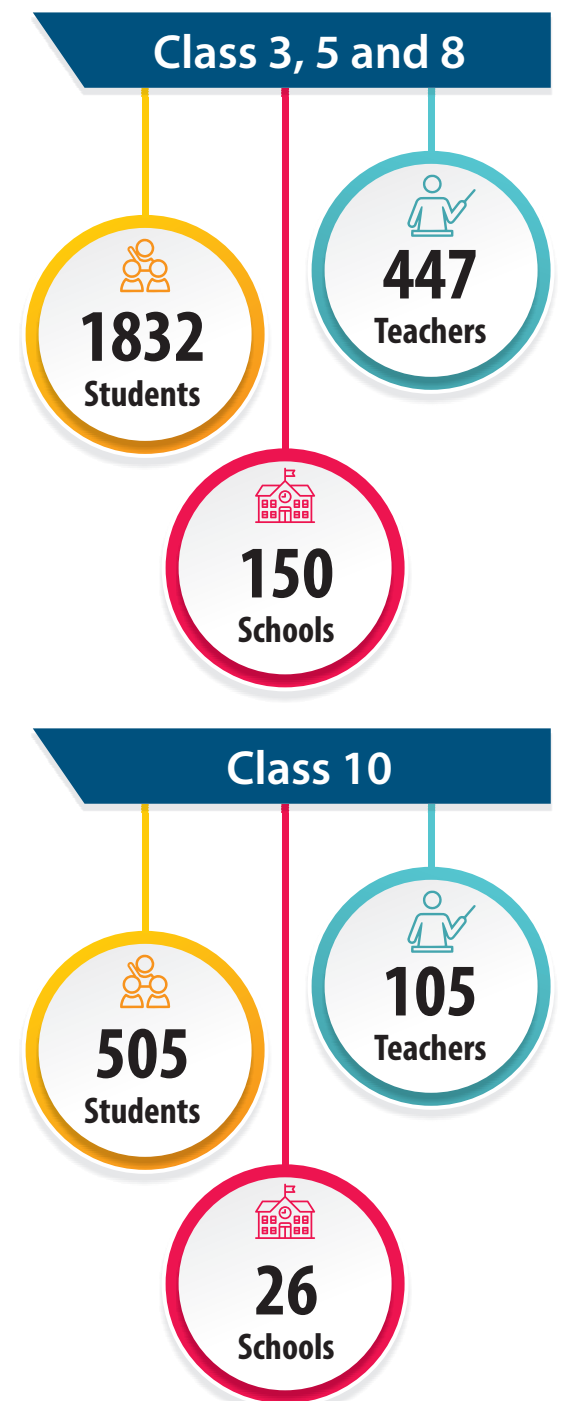 Class 3, 5 and 8
1832
Students
447
Teachers
150
Schools
Class 10
505
Students
105
Teachers
26
Schools